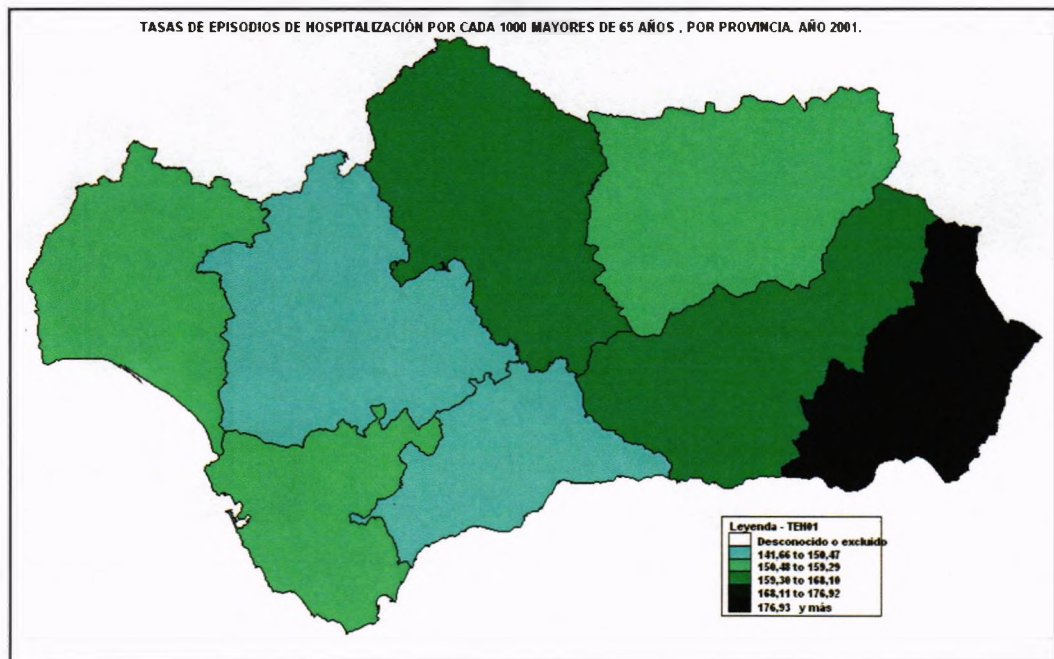 TASAS DE EPISODIOS DE HOSPITALIZACIÓN POR CADA 1000 MAYORES DE 65 AÑOS . POR PROVINCIA. AÑO 2001.
Leyenda - TEH01
Desconocido o excluido
141,66 to 150,47
150,48 to 159,29
159,30 to 168,10
168,11 to 176,92
176,93 y más